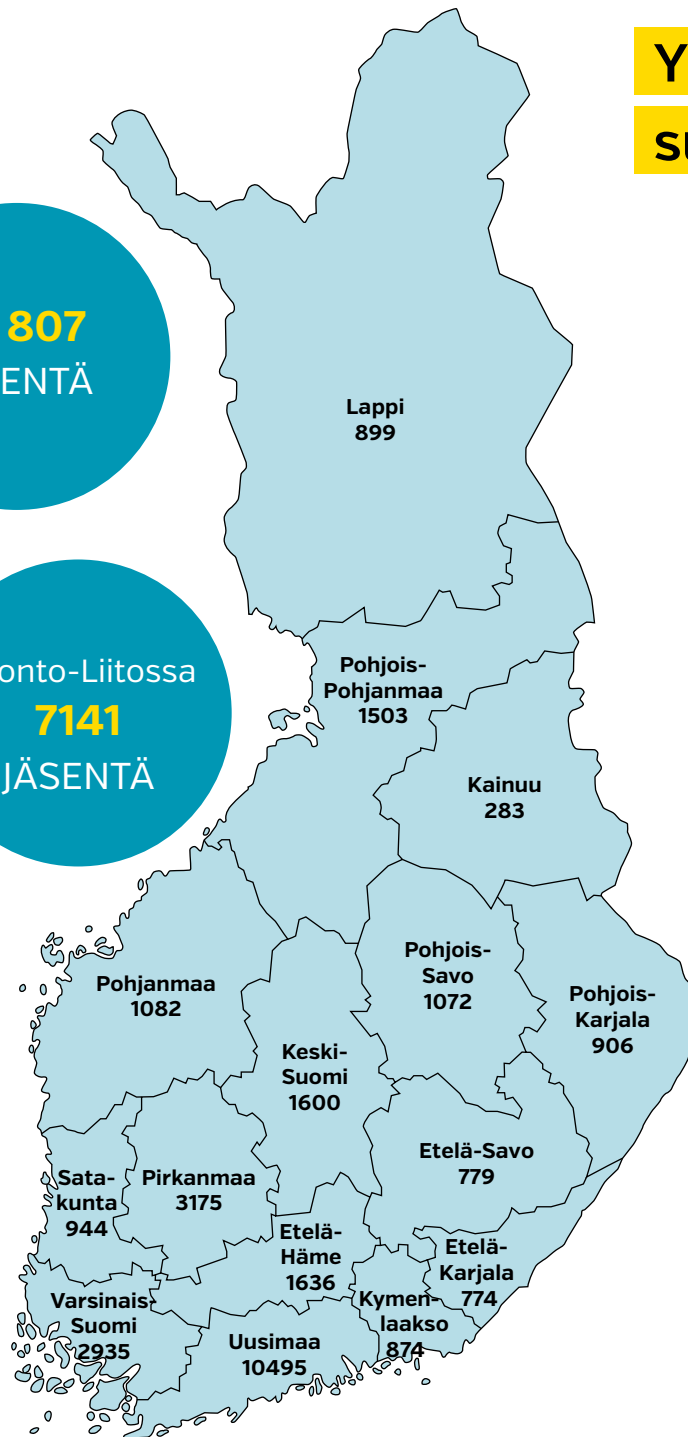 Y
807
ENTÄ
Lappi
899
onto-Liitossa
7141
JÄSENTÄ
Pohjois-
Pohjanmaa
1503
Kainuu
283
Pohjanmaa
1082
Pohjois-
Savo
1072
Pohjois-
Karjala
906
Keski-
Suomi
1600
Etelä-Savo
779
Sata-
kunta
944
Pirkanmaa
3175
Etelä-
Häme
1636
Etelä-
Karjala
774
Kymen-
laakso
874
Varsinais-
Suomi
2935
Uusimaa
10495